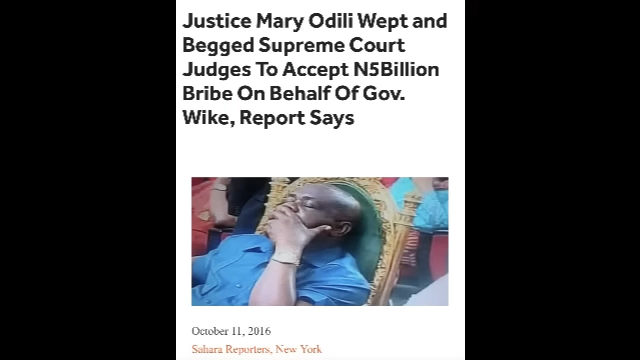 Justice Mary Odili Wept and
Begged Supreme Court
Judges To Accept N5Billion
Bribe On Behalf Of Gov.
Wike, Report Says
October 11, 2016
Sahara Reporters, New York